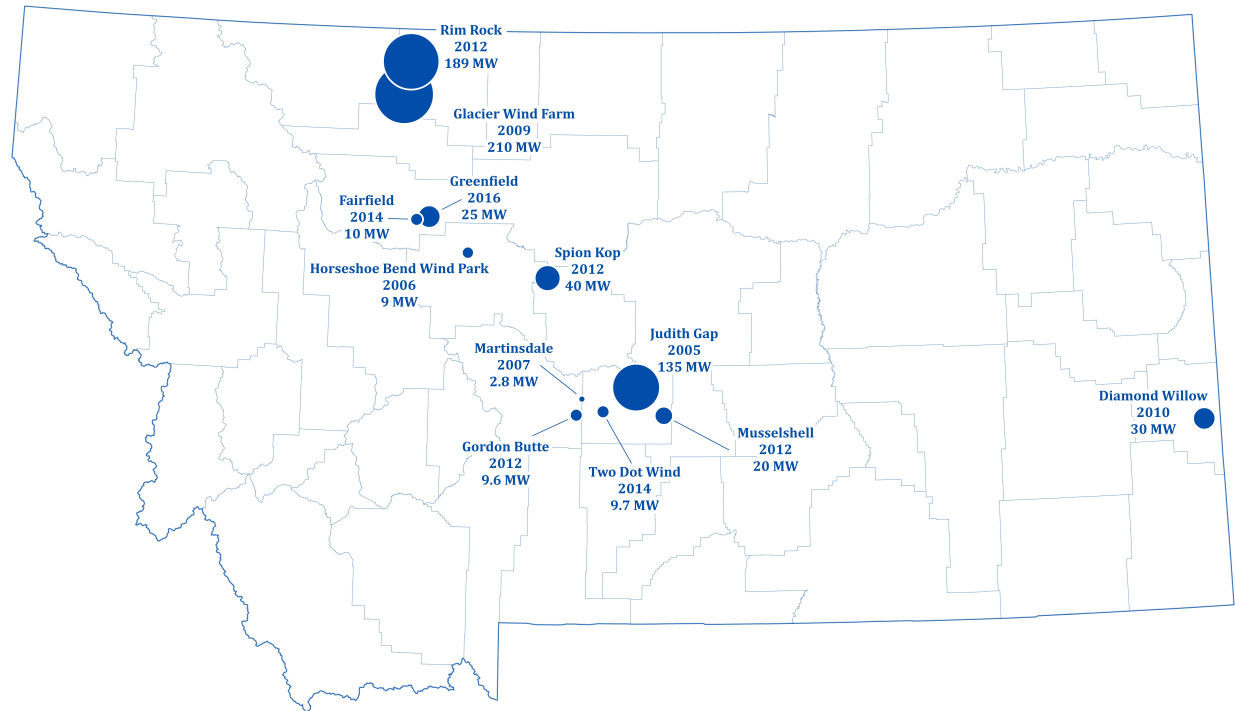 Rim Rock
2012
189 MW
Glacier Wind Farm
2009
210 MW
Greenfield
2016
25 MW
Fairfield
2014
10 MW
Horseshoe Bend Wind Park
2006
9 MW
Spion Kop
2012
40 MW
Judith Gap
2005
135 MW
Martinsdale
2007
2.8 MW
Diamond Willow
2010
30 MW
Gordon Butte
2012
9.6 MW
Two Dot Wind
2014
9.7 MW
Musselshell
2012
20 MW